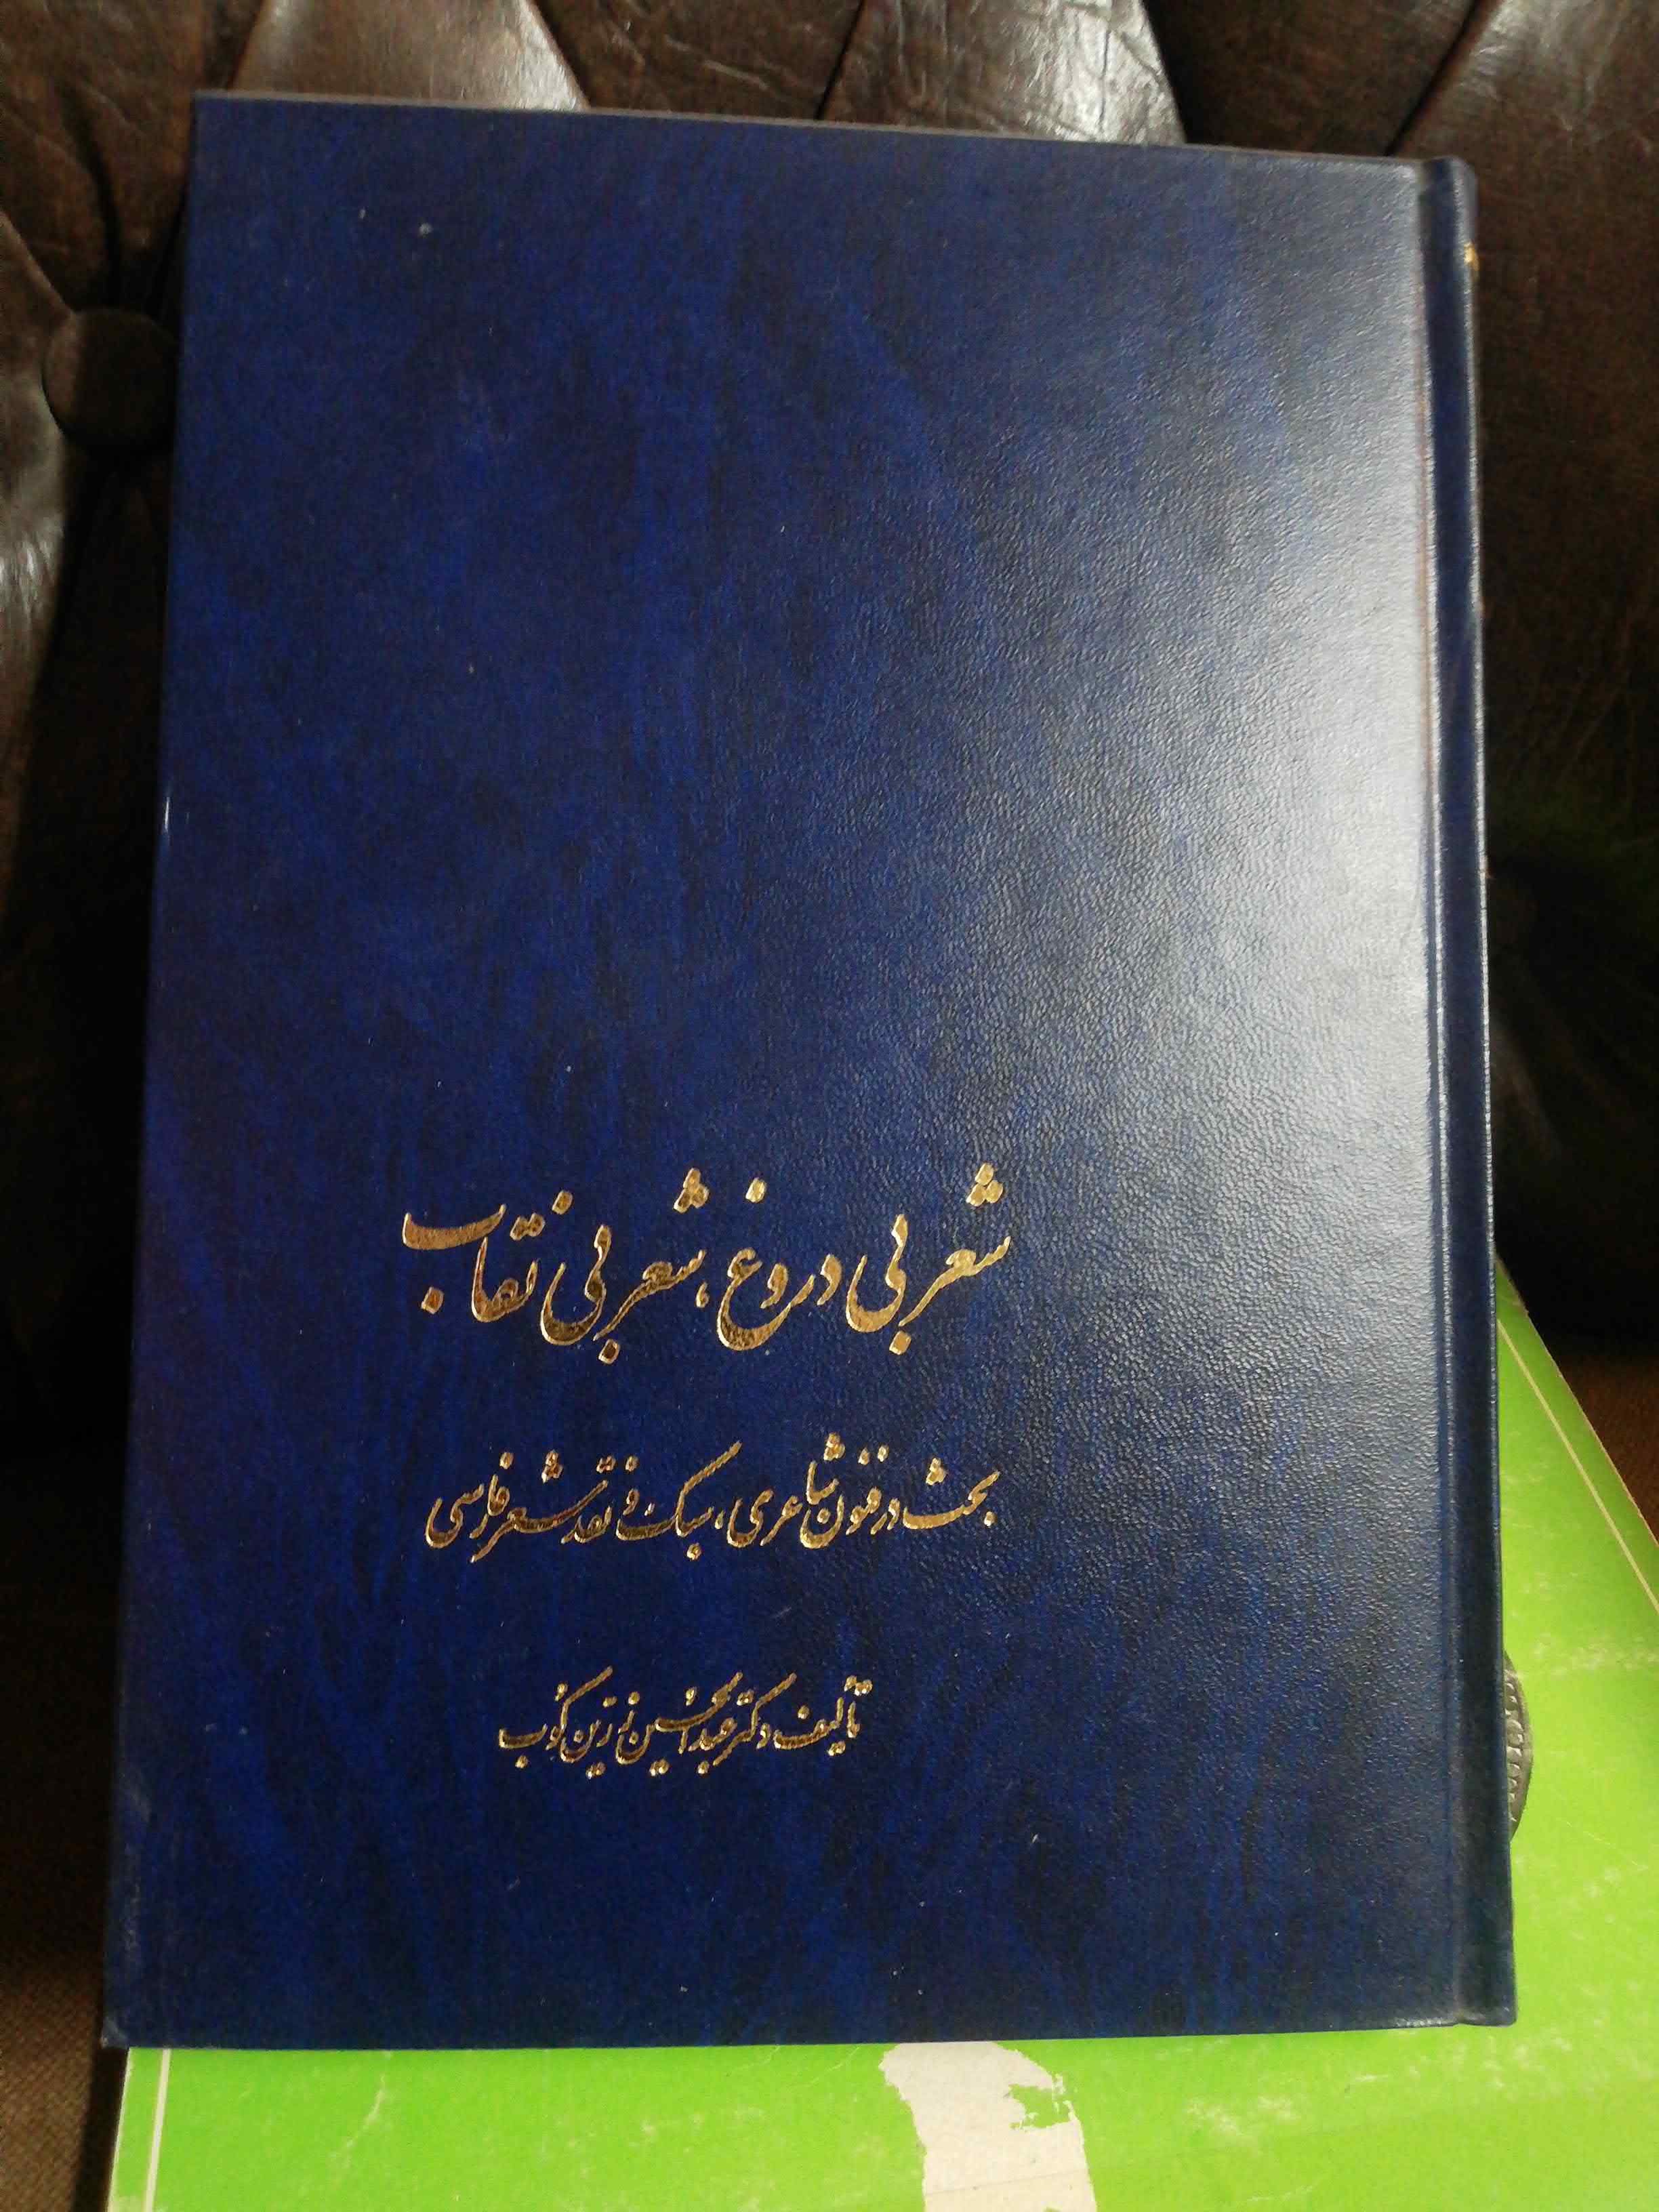 شعر بی دروغ، شعر بی نقاب
بحث در فنون شاعری، سبک و نقد شعر فارسی
تألیف دکتر عبدالحسین زرین کوب